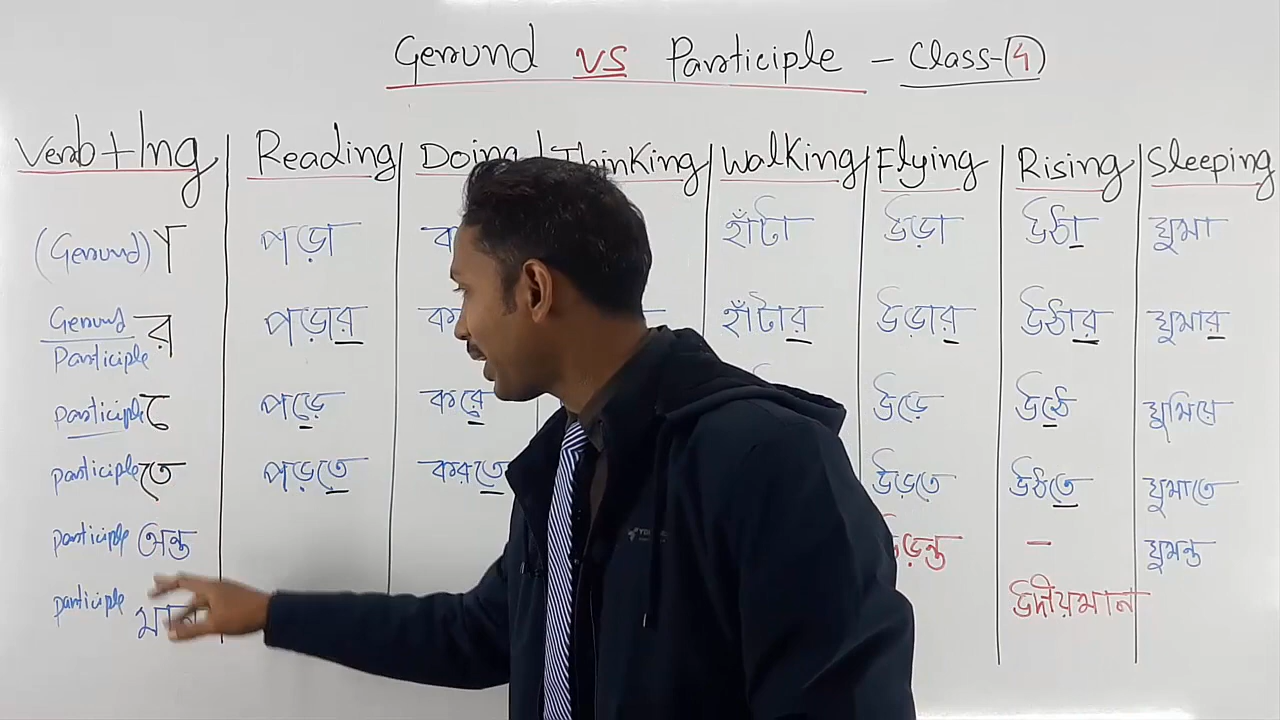 Gerund vs Participle - Class-4
Verb+Ing Reading Doing Thinking Walking Flying Rising Sleeping
(Gerund) া পড়া হাঁটা উড়া উঠা ঘুমা
Gerund
Participle র পড়ার হাঁটার উড়ার উঠার ঘুমার
Participle ে পড়ে করে উড়ে উঠে ঘুমিয়ে
Participle তে পড়তে করতে উড়তে উঠতে ঘুমাতে
Participle অন্ত উড়ন্ত - ঘুমন্ত
Participle মান উদীয়মান